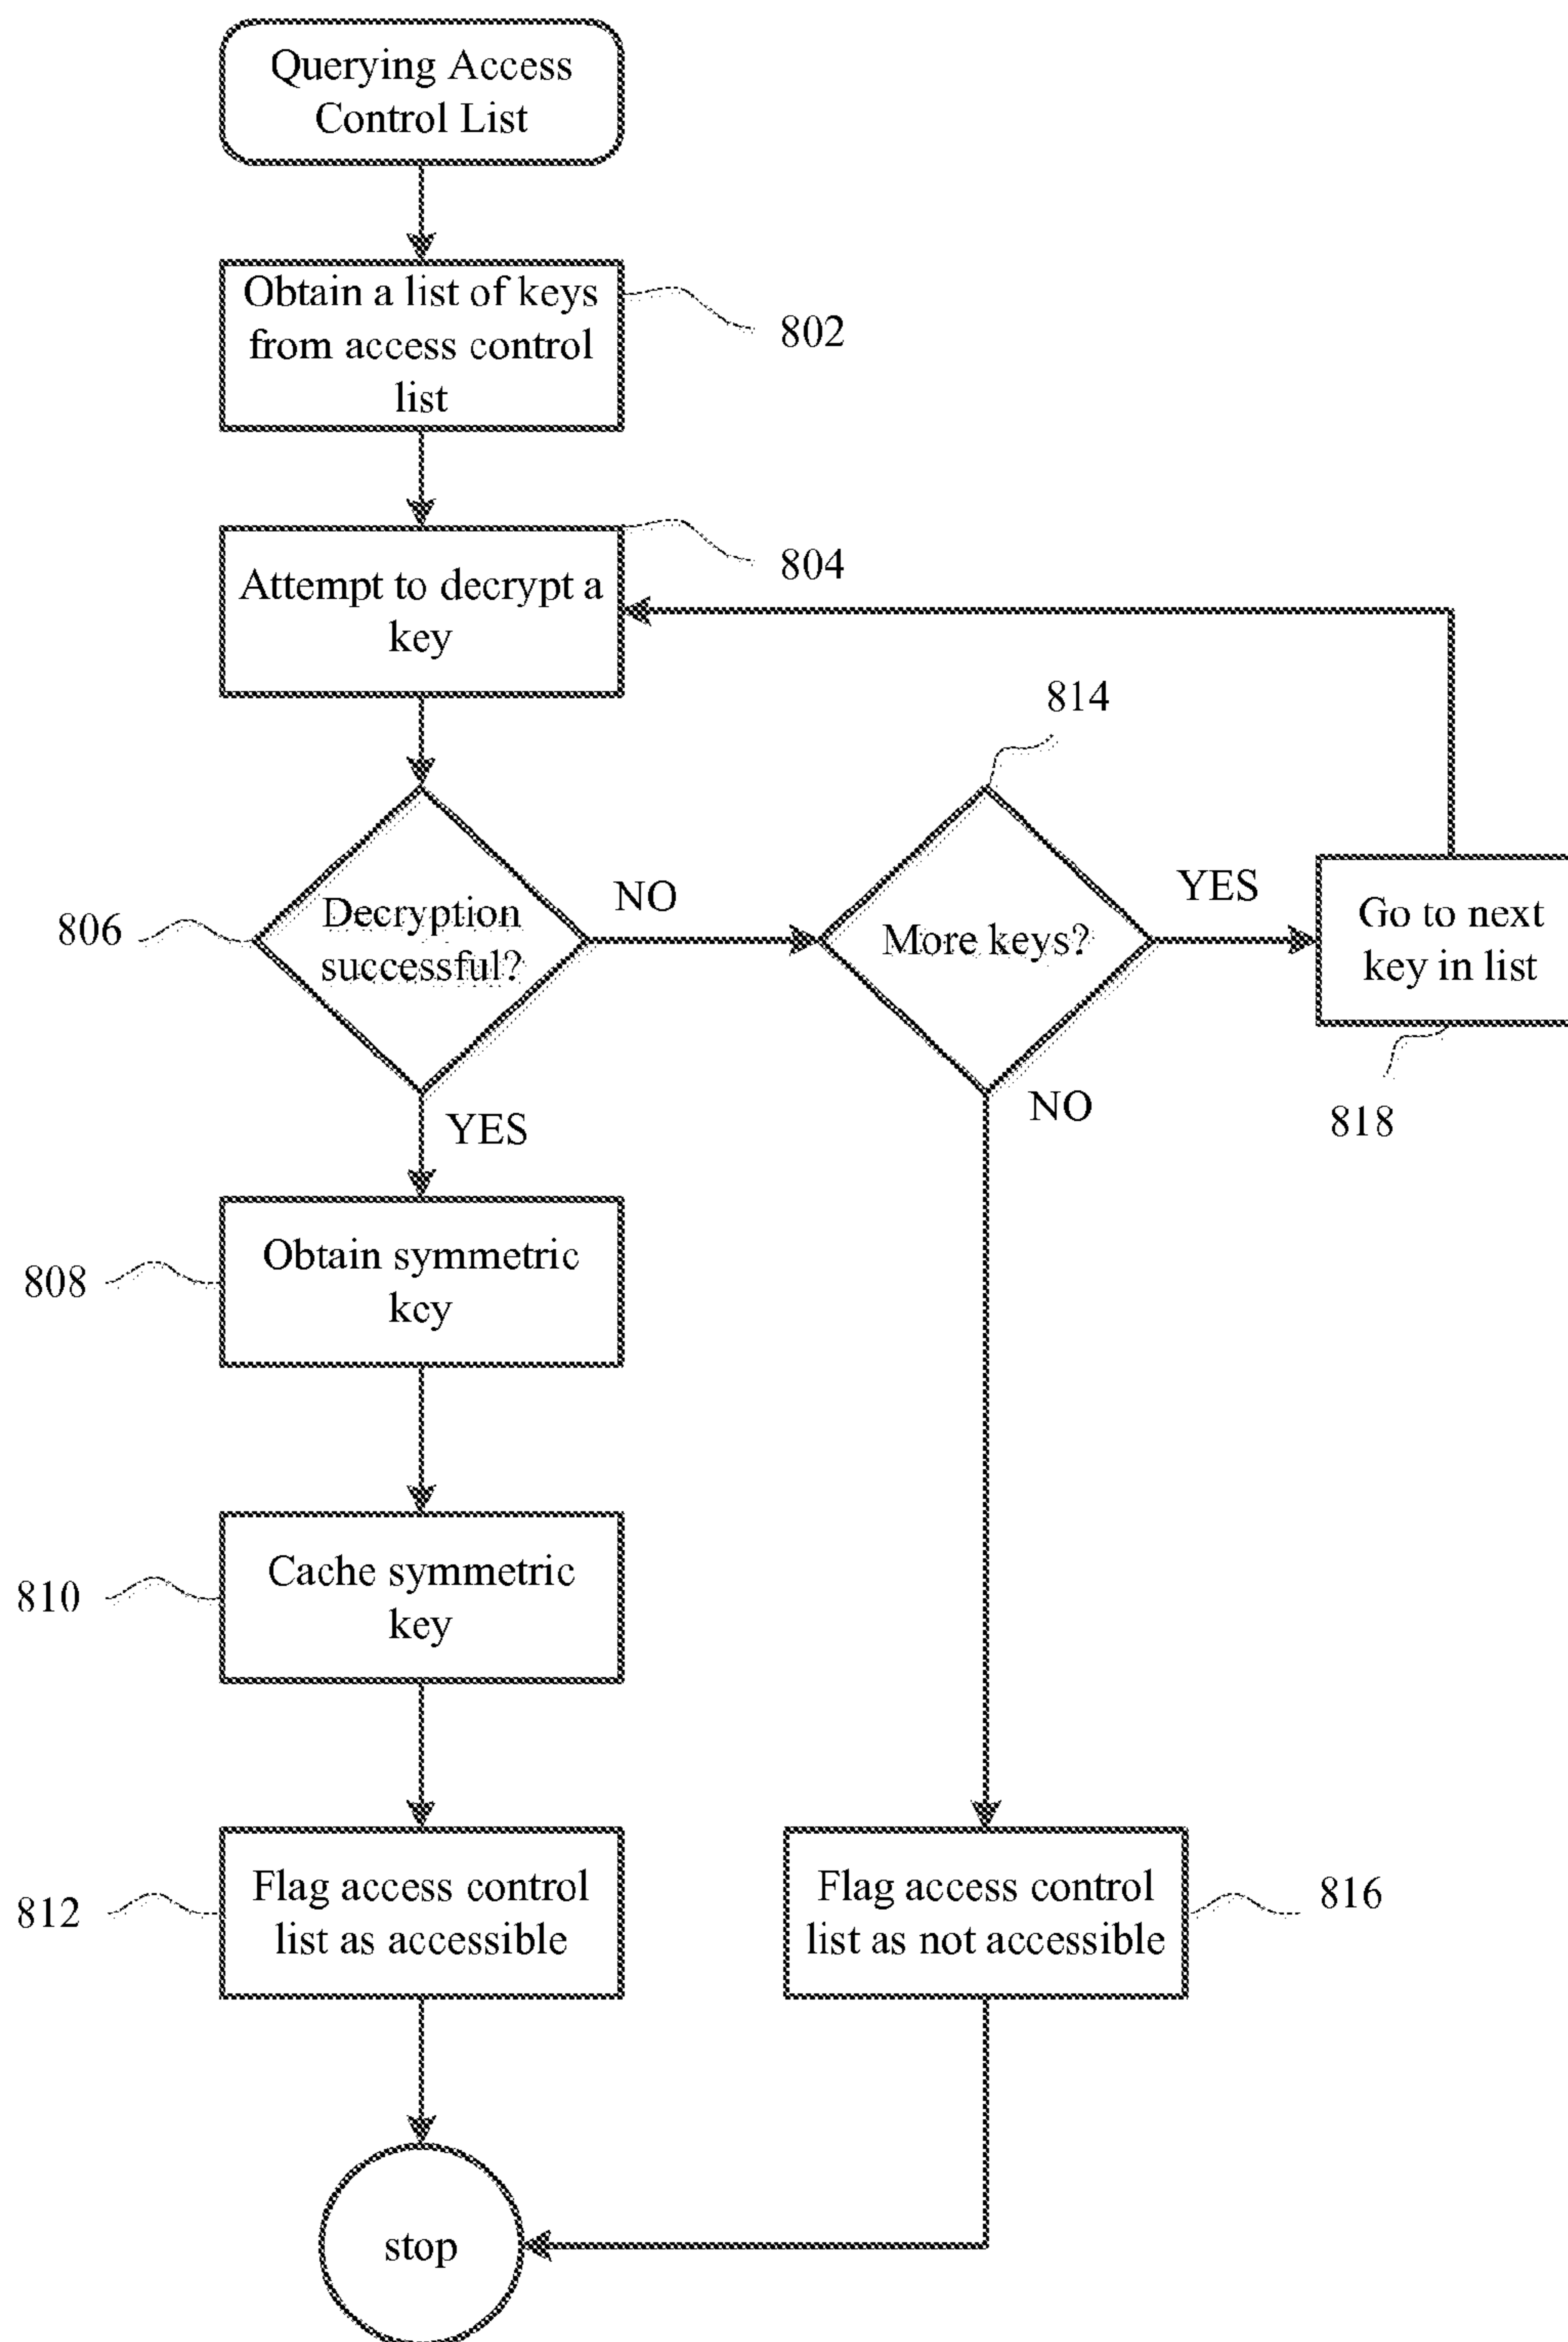 Querying Access
Control List
Obtain a list of keys
from access control
list
802
Attempt to decrypt a
key
804
814
806
Decryption
successful?
NO
More keys?
YES
Go to next
key in list
818
YES
NO
808
Obtain symmetric
key
810
Cache symmetric
key
812
Flag access control
list as accessible
Flag access control
list as not accessible
816
stop